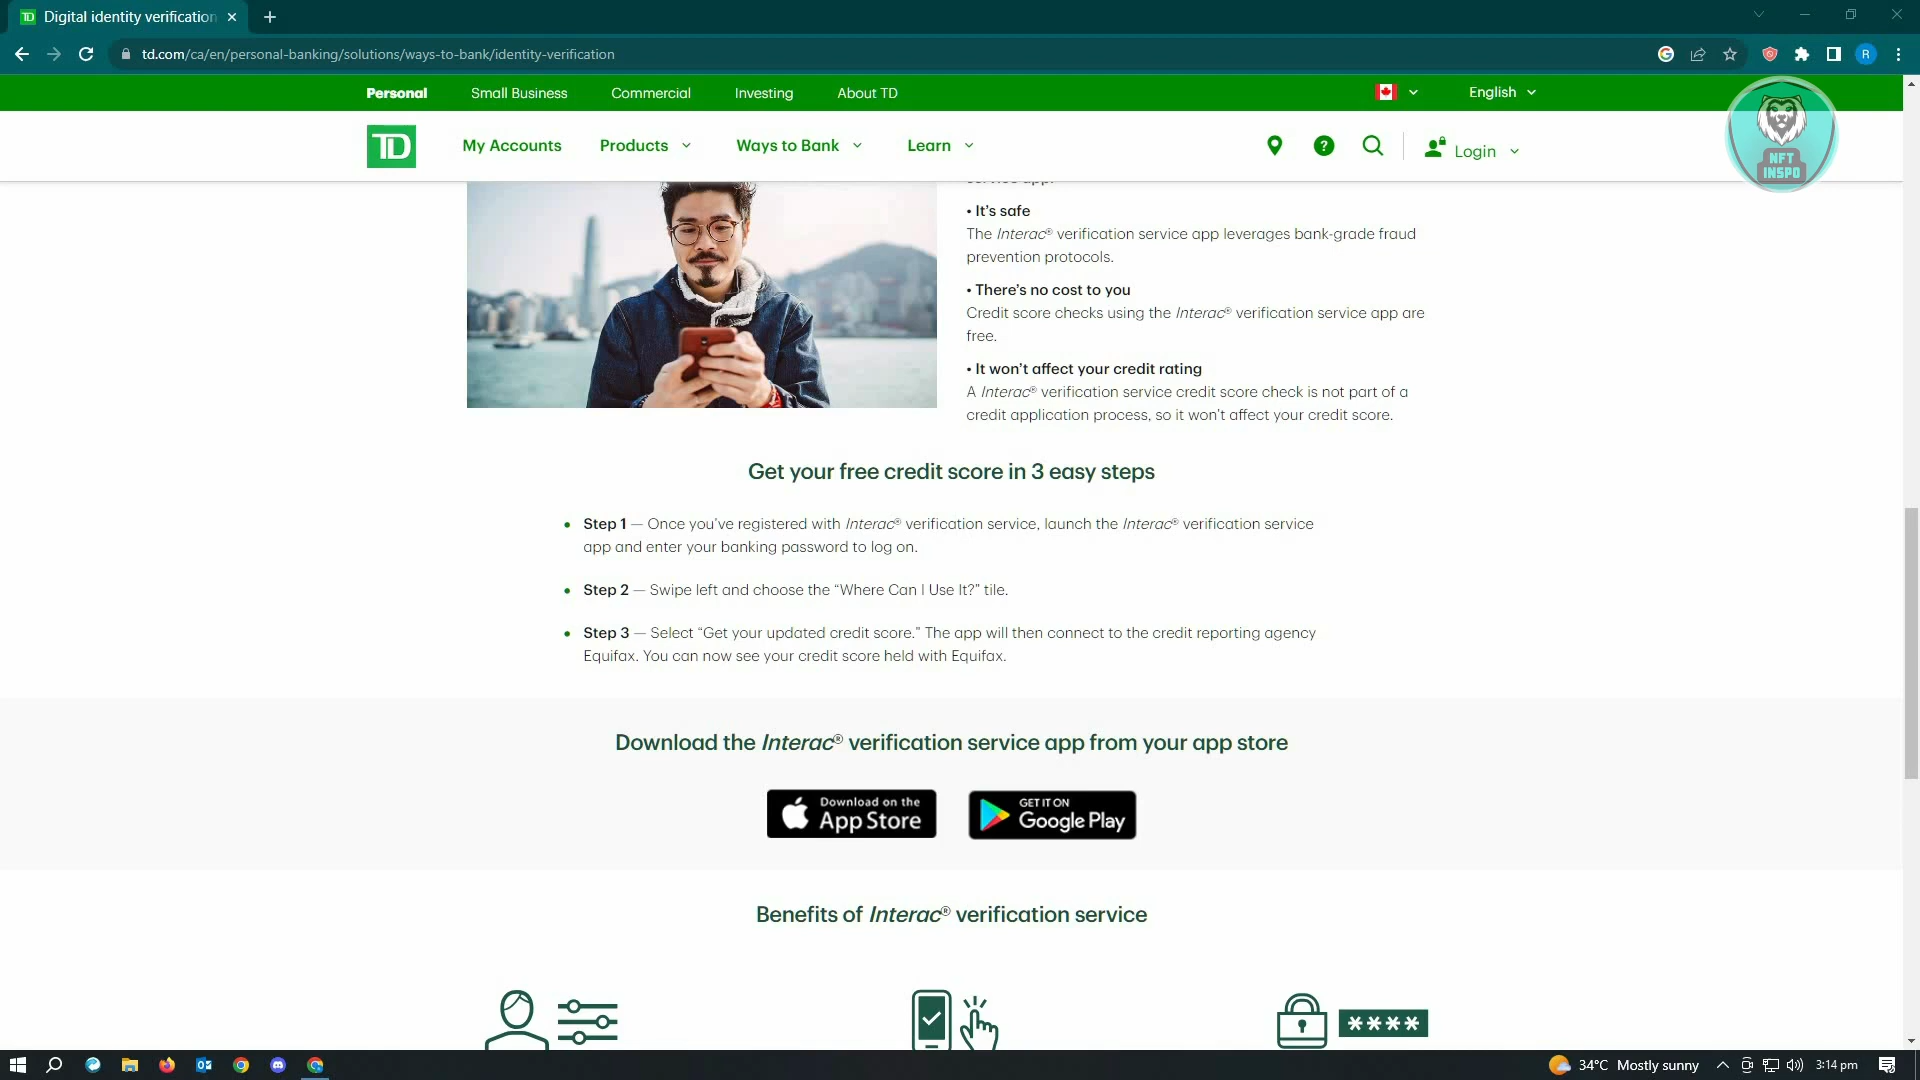 Digital identity verification
td.com/ca/en/personal-banking/solutions/ways-to-bank/identity-verification
R
Personal Small Business Commercial Investing About TD English
TD My Accounts Products Ways to Bank Learn ? Login
NFT
INSPO
• It's safe
The Interac® verification service app leverages bank-grade fraud
prevention protocols.
• There's no cost to you
Credit score checks using the Interac® verification service app are
free.
• It won't affect your credit rating
A Interac® verification service credit score check is not part of a
credit application process, so it won't affect your credit score.
Get your free credit score in 3 easy steps
• Step 1 — Once you've registered with Interac® verification service, launch the Interac® verification service
app and enter your banking password to log on.
• Step 2 — Swipe left and choose the “Where Can I Use It?” tile.
• Step 3 — Select “Get your updated credit score.” The app will then connect to the credit reporting agency
Equifax. You can now see your credit score held with Equifax.
Download the Interac® verification service app from your app store
Download on the
App Store
GET IT ON
Google Play
Benefits of Interac® verification service
****
34°C Mostly sunny 3:14 pm